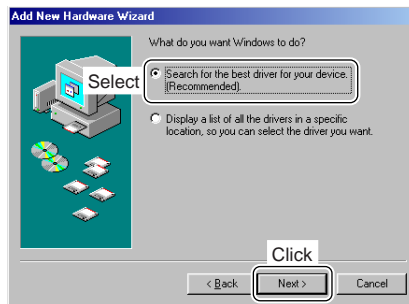 Add New Hardware Wizard
What do you want Windows to do?
Select
Search for the best driver for your device.
(Recommended).
Display a list of all the drivers in a specific
location, so you can select the driver you want.
Click
< Back
Next >
Cancel